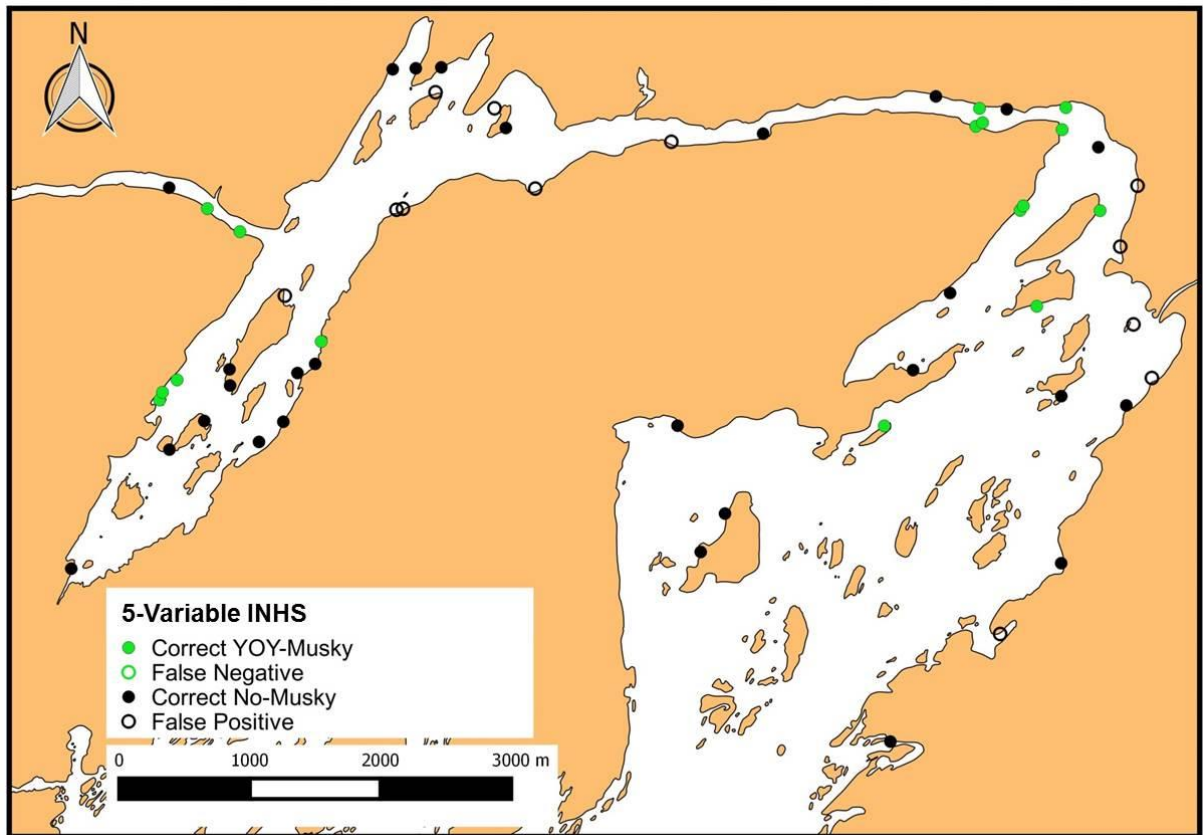 N
5-Variable INHS
Correct YOY-Musky
False Negative
Correct No-Musky
False Positive
0 1000 2000 3000 m